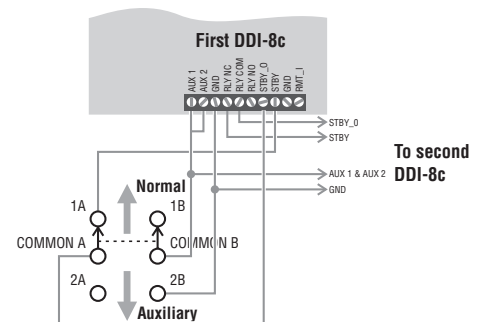 First DDI-8c
AUX 1
AUX 2
GND
RLY NC
RLY COM
RLY NO
STBY_O
STBY
GND
RMT_I
STBY_0
STBY
To second
DDI-8c
AUX 1 & AUX 2
GND
Normal
1A
1B
COMMON A
COMMON B
2A
2B
Auxiliary